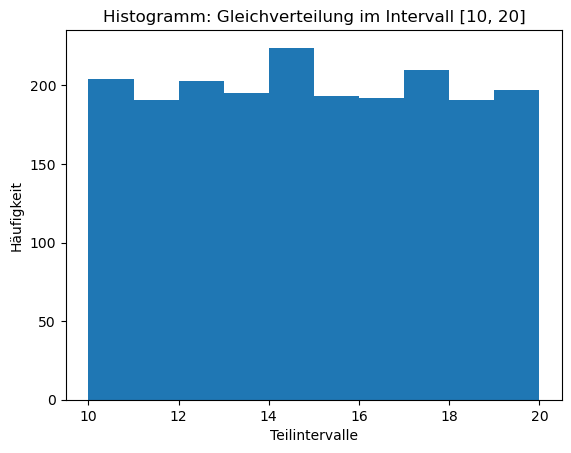 Histogramm: Gleichverteilung im Intervall [10, 20]
200
150
100
50
0
Häufigkeit
10 12 14 16 18 20
Teilintervalle